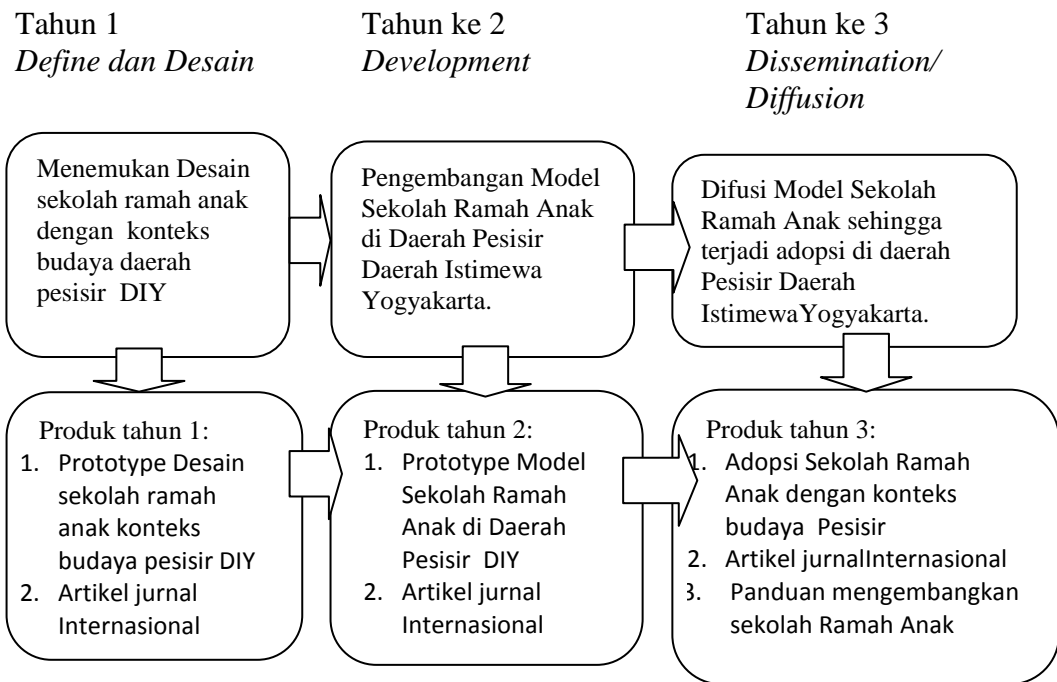 Tahun 1
Define dan Desain
Tahun ke 2
Development
Tahun ke 3
Dissemination/
Diffusion
Menemukan Desain
sekolah ramah anak
dengan konteks
budaya daerah
pesisir DIY
Pengembangan Model
Sekolah Ramah Anak
di Daerah Pesisir
Daerah Istimewa
Yogyakarta.
Difusi Model Sekolah
Ramah Anak sehingga
terjadi adopsi di daerah
Pesisir Daerah
IstimewaYogyakarta.
Produk tahun 1:
1. Prototype Desain
sekolah ramah
anak konteks
budaya pesisir DIY
2. Artikel jurnal
Internasional
Produk tahun 2:
1. Prototype Model
Sekolah Ramah
Anak di Daerah
Pesisir DIY
2. Artikel jurnal
Internasional
Produk tahun 3:
1. Adopsi Sekolah Ramah
Anak dengan konteks
budaya Pesisir
2. Artikel jurnalInternasional
3. Panduan mengembangkan
sekolah Ramah Anak